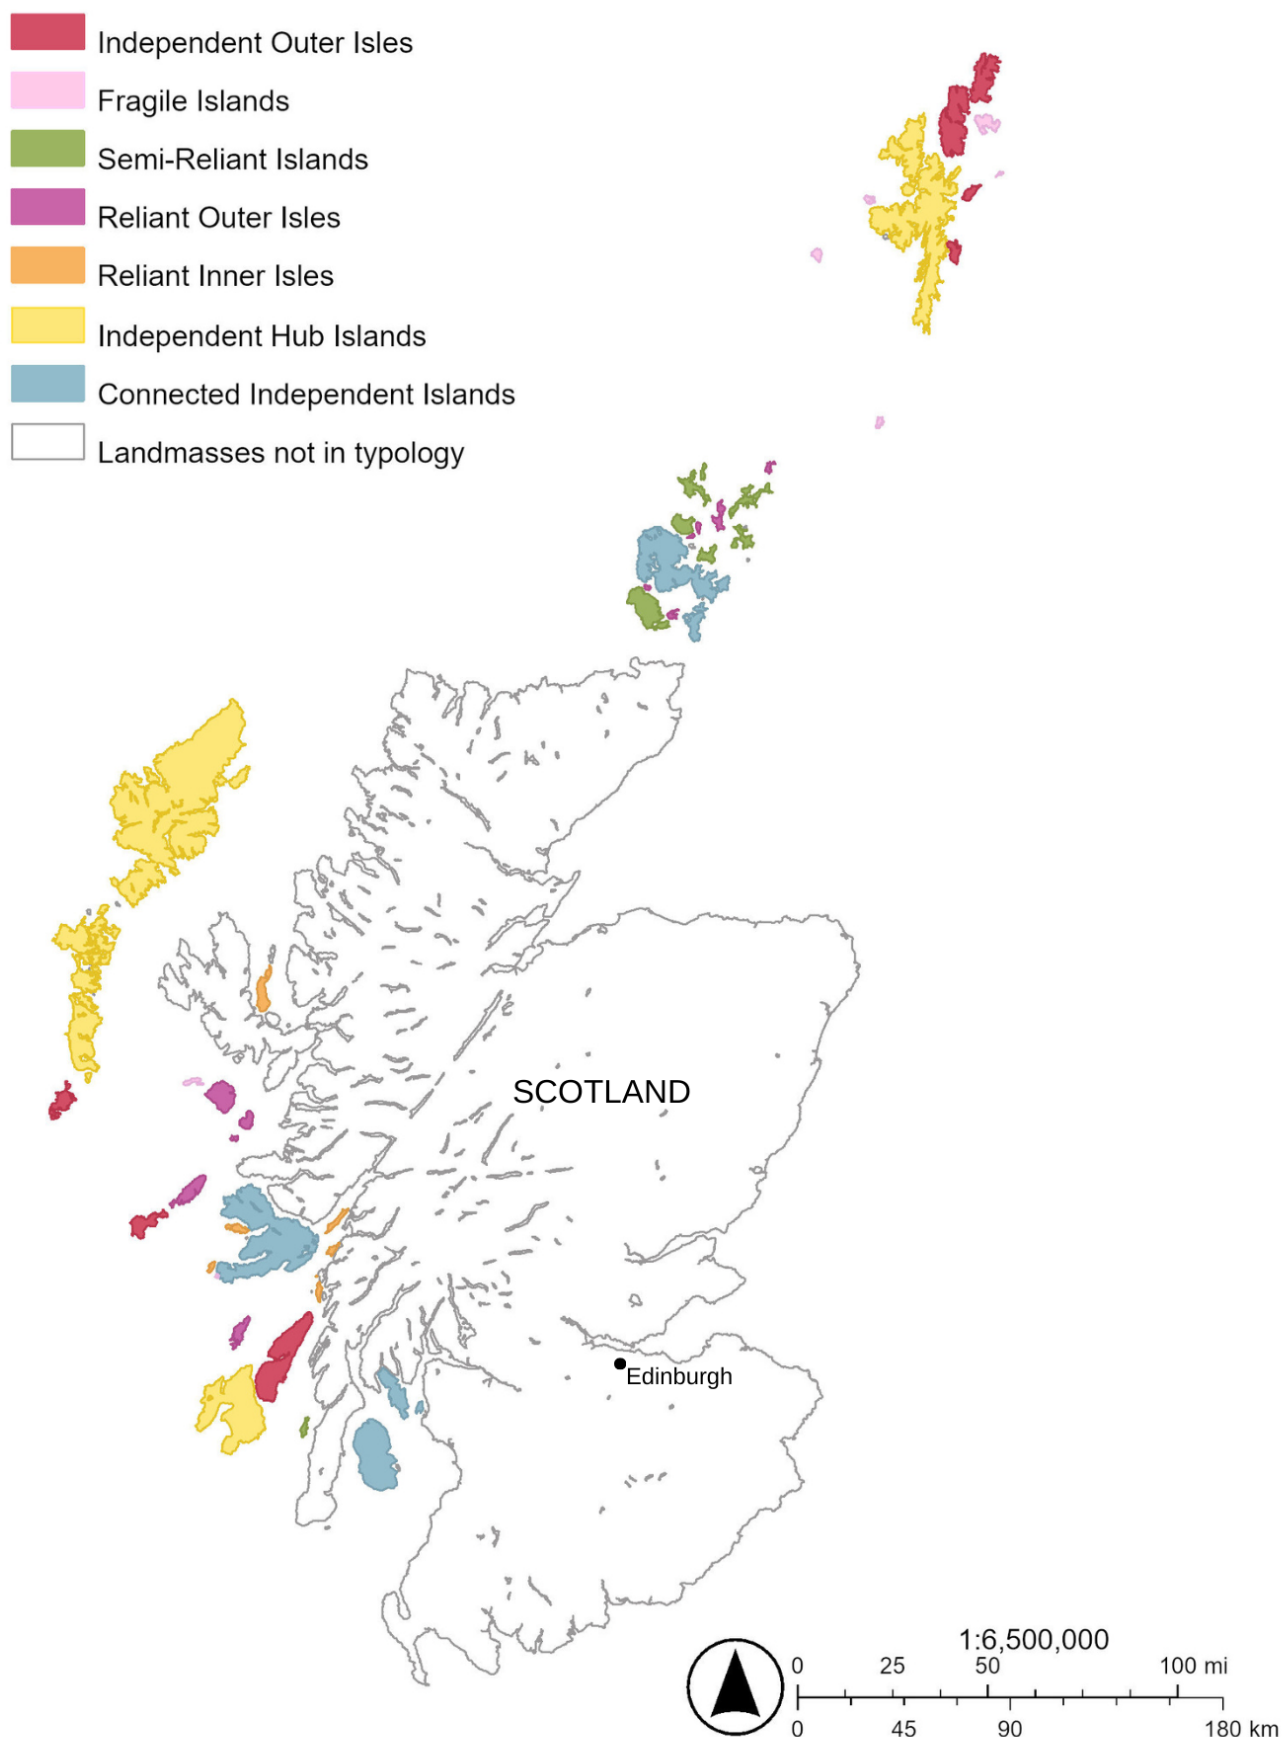 Independent Outer Isles
Fragile Islands
Semi-Reliant Islands
Reliant Outer Isles
Reliant Inner Isles
Independent Hub Islands
Connected Independent Islands
Landmasses not in typology
SCOTLAND
Edinburgh
1:6,500,000
0 25 50 100 mi
0 45 90 180 km